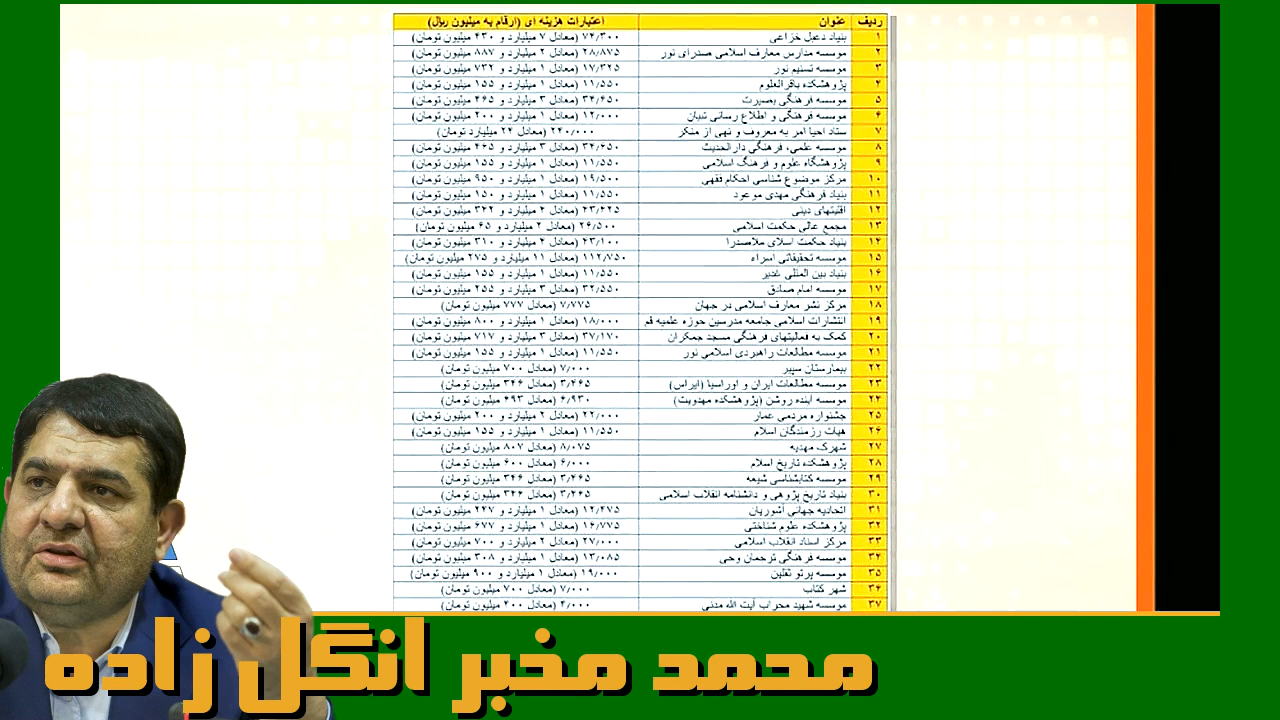 ردیف عنوان اعتبارات هزینه ای (ارقام به میلیون ریال)
۱ بنیاد دعبل خزاعی ۷۴٫۳۰۰ (معادل ۷ میلیارد و ۴۳۰ میلیون تومان)
۲ موسسه مدارس معارف اسلامی صدرای نور ۲۸٫۸۷۵ (معادل ۲ میلیارد و ۸۸۷ میلیون تومان)
۳ موسسه تسنیم نور ۱۷٫۳۲۵ (معادل ۱ میلیارد و ۷۳۲ میلیون تومان)
۴ پژوهشکده باقرالعلوم ۱۱٫۵۵۰ (معادل ۱ میلیارد و ۱۵۵ میلیون تومان)
۵ موسسه فرهنگی بصیرت ۳۴٫۶۵۰ (معادل ۳ میلیارد و ۴۶۵ میلیون تومان)
۶ موسسه فرهنگی و اطلاع رسانی تبیان ۱۲٫۰۰۰ (معادل ۱ میلیارد و ۲۰۰ میلیون تومان)
۷ ستاد احیا امر به معروف و نهی از منکر ۲۴۰٫۰۰۰ (معادل ۲۴ میلیارد تومان)
۸ موسسه علمی، فرهنگی دارالحدیث ۳۴٫۶۵۰ (معادل ۳ میلیارد و ۴۶۵ میلیون تومان)
۹ پژوهشگاه علوم و فرهنگ اسلامی ۱۱٫۵۵۰ (معادل ۱ میلیارد و ۱۵۵ میلیون تومان)
۱۰ مرکز موضوع شناسی احکام فقهی ۱۹٫۵۰۰ (معادل ۱ میلیارد و ۹۵۰ میلیون تومان)
۱۱ بنیاد فرهنگی مهدی موعود ۱۱٫۵۵۰ (معادل ۱ میلیارد و ۱۵۰ میلیون تومان)
۱۲ اقلیتهای دینی ۴۳٫۴۲۵ (معادل ۴ میلیارد و ۳۴۲ میلیون تومان)
۱۳ مجمع عالی حکمت اسلامی ۲۶٫۵۰۰ (معادل ۲ میلیارد و ۶۵ میلیون تومان)
۱۴ بنیاد حکمت اسلای ملاصدرا ۴۳٫۱۰۰ (معادل ۴ میلیارد و ۳۱۰ میلیون تومان)
۱۵ موسسه تحقیقاتی اسراء ۱۱۲٫۷۵۰ (معادل ۱۱ میلیارد و ۲۷۵ میلیون تومان)
۱۶ بنیاد بین المللی غدیر ۱۱٫۵۵۰ (معادل ۱ میلیارد و ۱۵۵ میلیون تومان)
۱۷ موسسه امام صادق ۳۲٫۵۵۰ (معادل ۳ میلیارد و ۲۵۵ میلیون تومان)
۱۸ مرکز نشر معارف اسلامی در جهان ۷٫۷۷۵ (معادل ۷۷۷ میلیون تومان)
۱۹ انتشارات اسلامی جامعه مدرسین حوزه علمیه قم ۱۸٫۰۰۰ (معادل ۱ میلیارد و ۸۰۰ میلیون تومان)
۲۰ کمک به فعالیتهای فرهنگی مسجد جمکران ۳۷٫۱۷۰ (معادل ۳ میلیارد و ۷۱۷ میلیون تومان)
۲۱ موسسه مطالعات راهبردی اسلامی نور ۱۱٫۵۵۰ (معادل ۱ میلیارد و ۱۵۵ میلیون تومان)
۲۲ بیمارستان سپیر ۷٫۰۰۰ (معادل ۷۰۰ میلیون تومان)
۲۳ موسسه مطالعات ایران و اوراسیا (ایراس) ۳٫۴۶۵ (معادل ۳۴۶ میلیون تومان)
۲۴ موسسه آینده روشن (پژوهشکده مهدویت) ۶٫۹۳۰ (معادل ۶۹۳ میلیون تومان)
۲۵ جشنواره مردمی عمار ۲۲٫۰۰۰ (معادل ۲ میلیارد و ۲۰۰ میلیون تومان)
۲۶ هیات رزمندگان اسلام ۱۱٫۵۵۰ (معادل ۱ میلیارد و ۱۵۵ میلیون تومان)
۲۷ شهرک مهدیه ۸٫۰۷۵ (معادل ۸۰۷ میلیون تومان)
۲۸ پژوهشکده تاریخ اسلام ۶٫۰۰۰ (معادل ۶۰۰ میلیون تومان)
۲۹ موسسه کتابشناسی شیعه ۳٫۴۶۵ (معادل ۳۴۶ میلیون تومان)
۳۰ بنیاد تاریخ پژوهی و دانشنامه انقلاب اسلامی ۳٫۴۶۵ (معادل ۳۴۶ میلیون تومان)
۳۱ اتحادیه جهانی آشوریان ۱۲٫۴۷۵ (معادل ۱ میلیارد و ۲۴۷ میلیون تومان)
۳۲ پژوهشکده علوم شناختی ۱۶٫۷۷۵ (معادل ۱ میلیارد و ۶۷۷ میلیون تومان)
۳۳ مرکز اسناد انقلاب اسلامی ۲۷٫۰۰۰ (معادل ۲ میلیارد و ۷۰۰ میلیون تومان)
۳۴ موسسه فرهنگی ترجمان وحی ۱۳٫۰۸۵ (معادل ۱ میلیارد و ۳۰۸ میلیون تومان)
۳۵ موسسه پرتو ثقلین ۱۹٫۰۰۰ (معادل ۱ میلیارد و ۹۰۰ میلیون تومان)
۳۶ شهر کتاب ۷٫۰۰۰ (معادل ۷۰۰ میلیون تومان)
۳۷ موسسه شهید محراب آیت الله مدنی ۴٫۰۰۰ (معادل ۴۰۰ میلیون تومان)
محمد مخبر انگل زاده